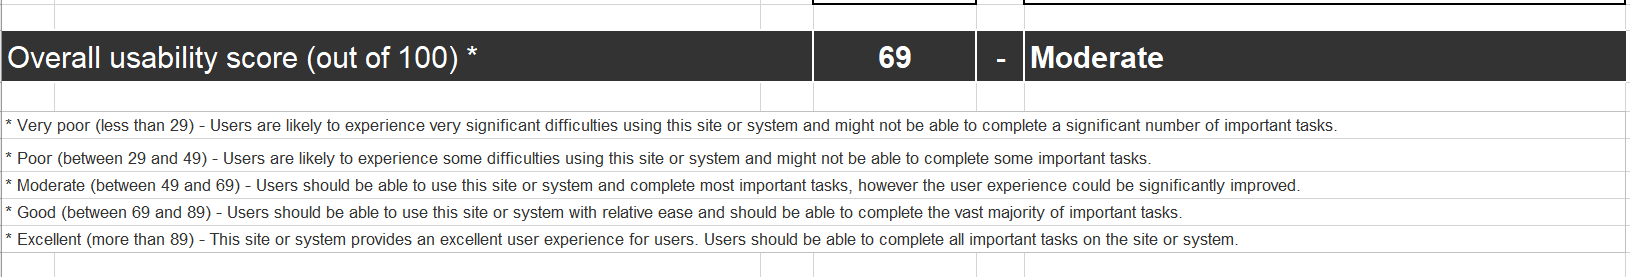 Overall usability score (out of 100) * 69 - Moderate
* Very poor (less than 29) - Users are likely to experience very significant difficulties using this site or system and might not be able to complete a significant number of important tasks.
* Poor (between 29 and 49) - Users are likely to experience some difficulties using this site or system and might not be able to complete some important tasks.
* Moderate (between 49 and 69) - Users should be able to use this site or system and complete most important tasks, however the user experience could be significantly improved.
* Good (between 69 and 89) - Users should be able to use this site or system with relative ease and should be able to complete the vast majority of important tasks.
* Excellent (more than 89) - This site or system provides an excellent user experience for users. Users should be able to complete all important tasks on the site or system.